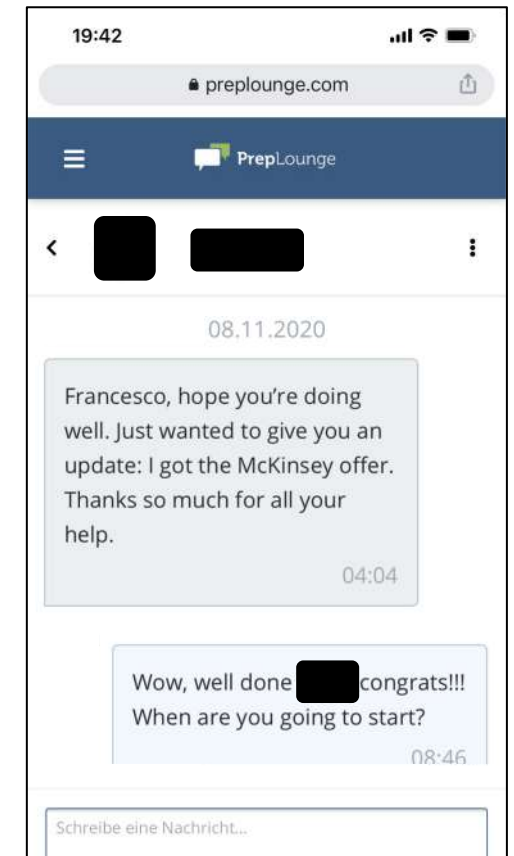 19:42
preplounge.com
PrepLounge
08.11.2020
Francesco, hope you’re doing
well. Just wanted to give you an
update: I got the McKinsey offer.
Thanks so much for all your
help.
04:04
Wow, well done congrats!!!
When are you going to start?
08:46
Schreibe eine Nachricht...